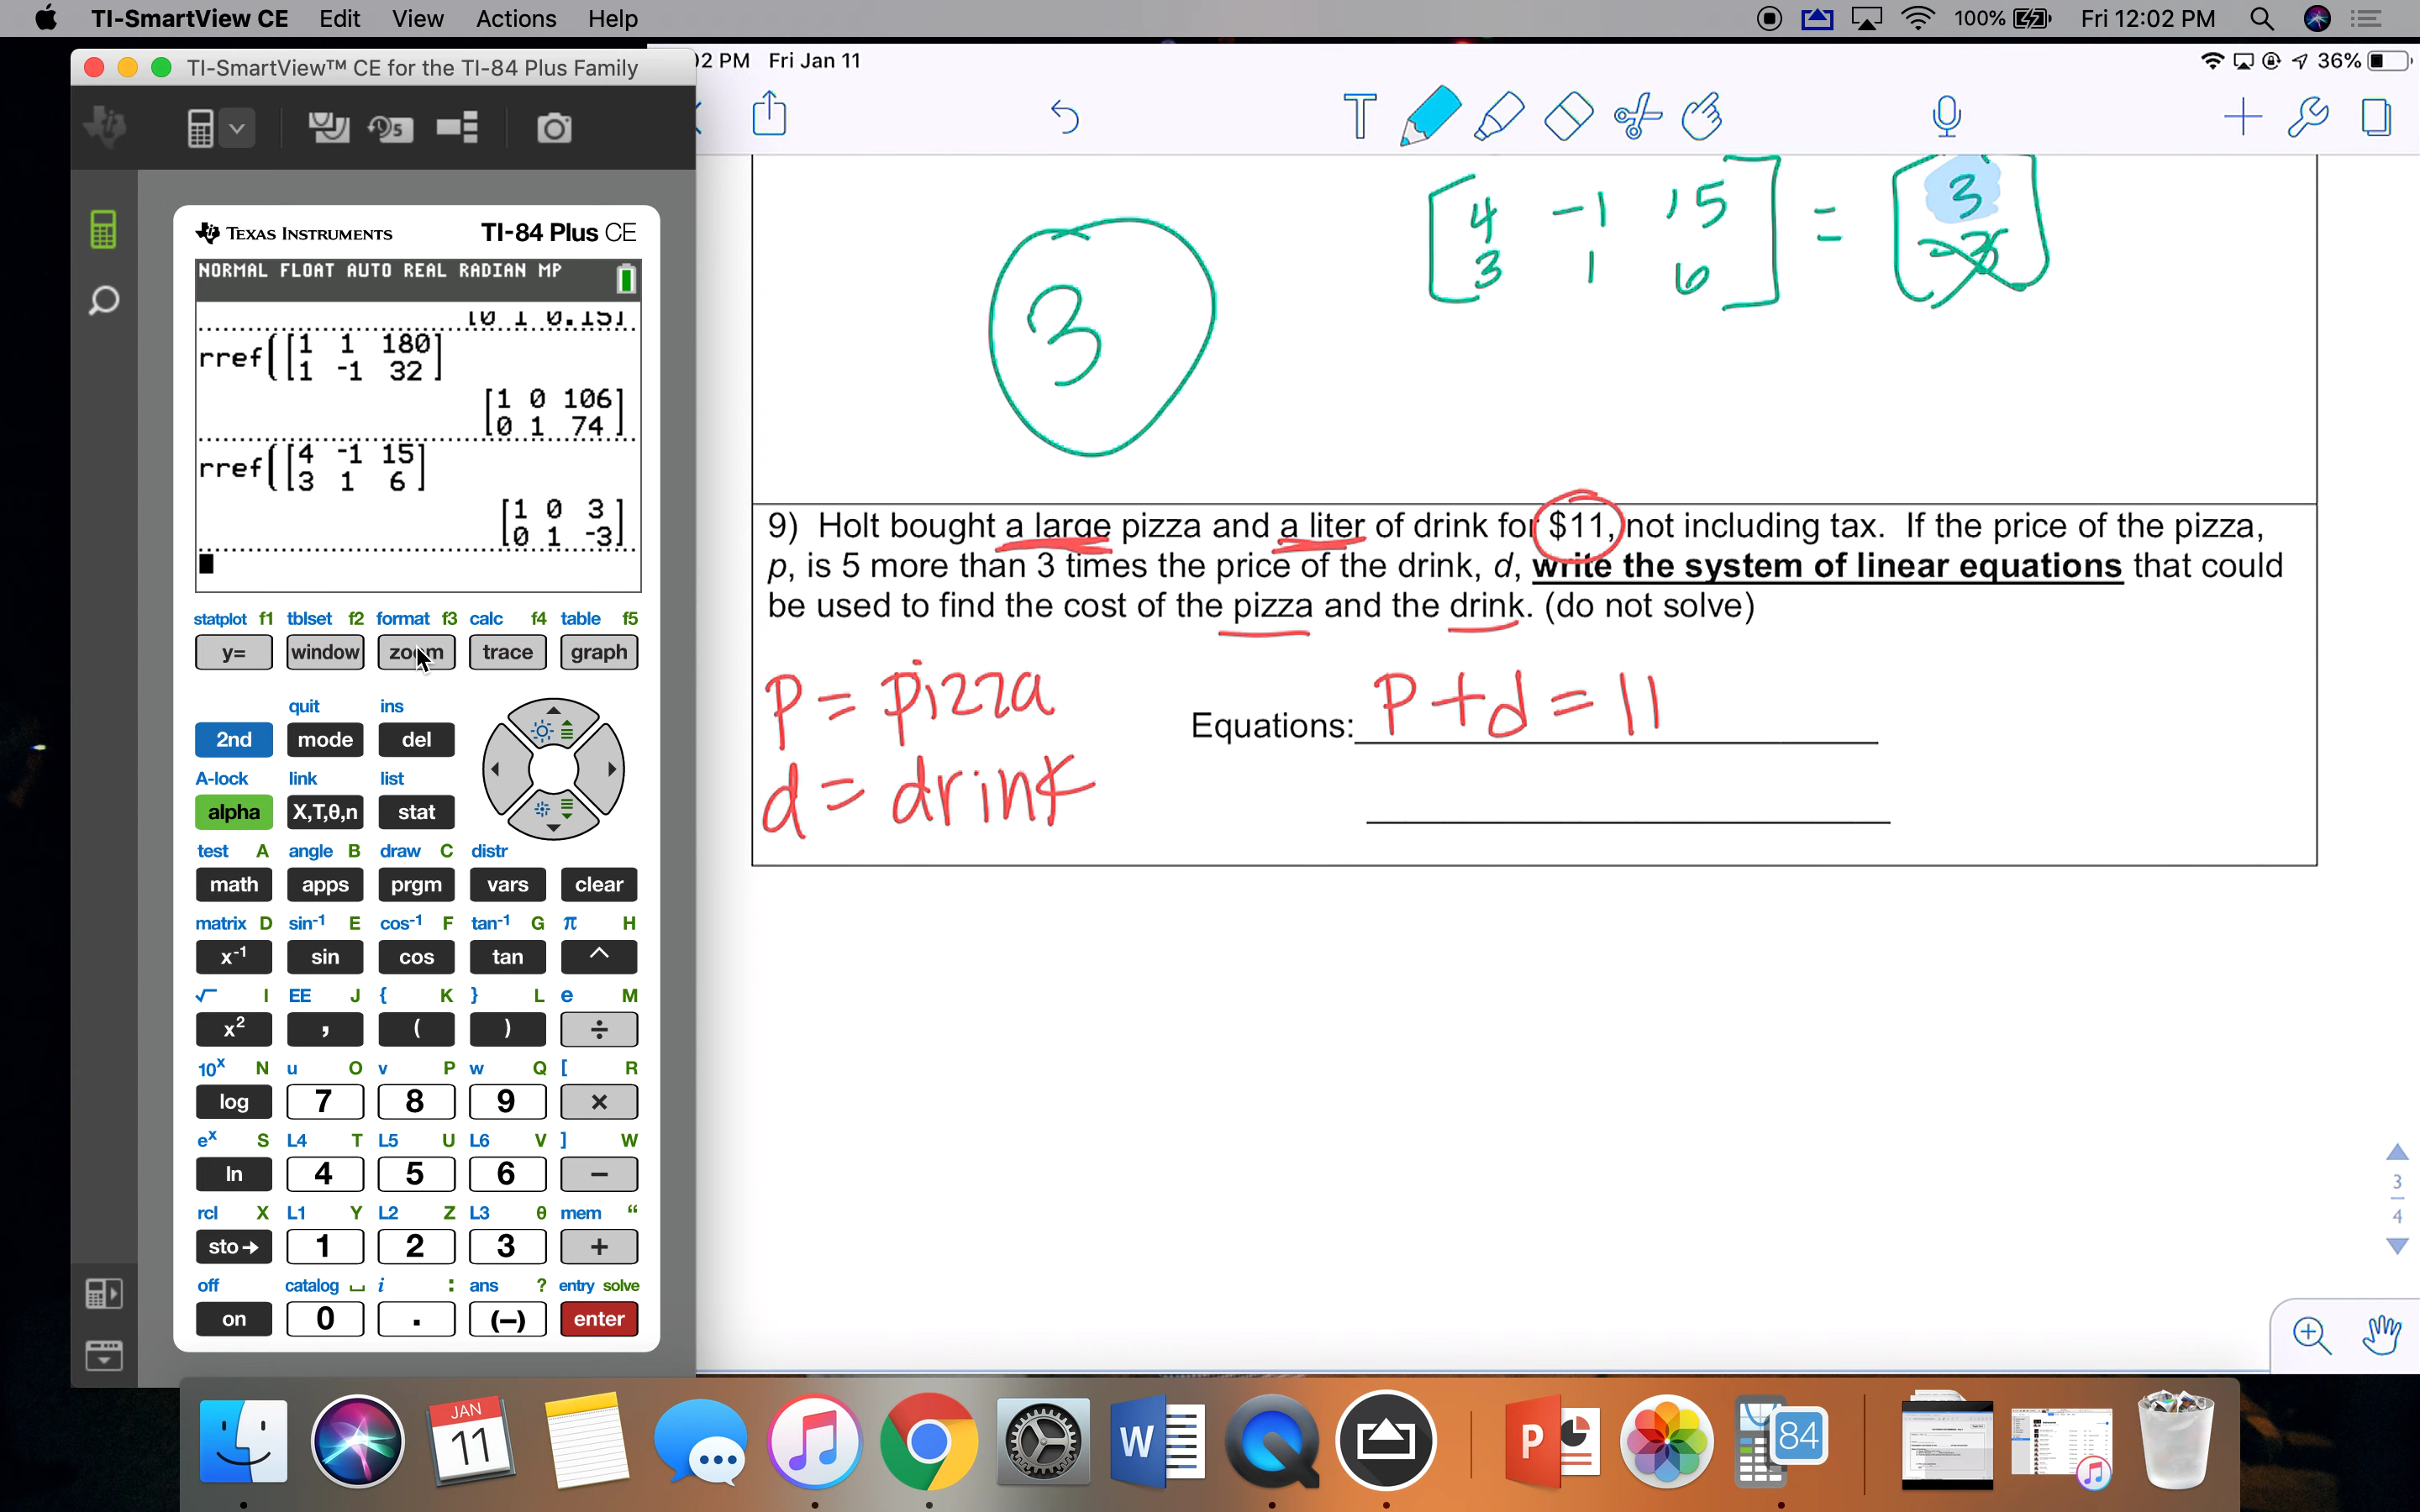 TI-SmartView CE Edit View Actions Help 100% Fri 12:02 PM
TI-SmartView™ CE for the TI-84 Plus Family
02 PM Fri Jan 11 36%
T
TEXAS INSTRUMENTS TI-84 Plus CE
NORMAL FLOAT AUTO REAL RADIAN MP
[0 1 0.15]
rref([1 1 180]
[1 -1 32]
[1 0 106]
[0 1 74]
rref([4 -1 15]
[3 1 6]
[1 0 3]
[0 1 -3]
statplot f1 tblset f2 format f3 calc f4 table f5
y= window zoom trace graph
quit ins
2nd mode del
A-lock link list
alpha X,T,θ,n stat
test A angle B draw C distr
math apps prgm vars clear
matrix D sin⁻¹ E cos⁻¹ F tan⁻¹ G π H
x⁻¹ sin cos tan ^
√ I EE J { K } L e M
x² , ( ) ÷
10ˣ N u O v P w Q [ R
log 7 8 9 ×
eˣ S L4 T L5 U L6 V ] W
ln 4 5 6 −
rcl X L1 Y L2 Z L3 θ mem “
sto→ 1 2 3 +
off catalog ⎵ i : ans ? entry solve
on 0 . (–) enter
4 -1 15 = 3
3 1 6
3
9) Holt bought a large pizza and a liter of drink for $11, not including tax. If the price of the pizza,
p, is 5 more than 3 times the price of the drink, d, write the system of linear equations that could
be used to find the cost of the pizza and the drink. (do not solve)
P = pizza
d = drink
Equations: P + d = 11
3
4
JAN
11
W
P
84